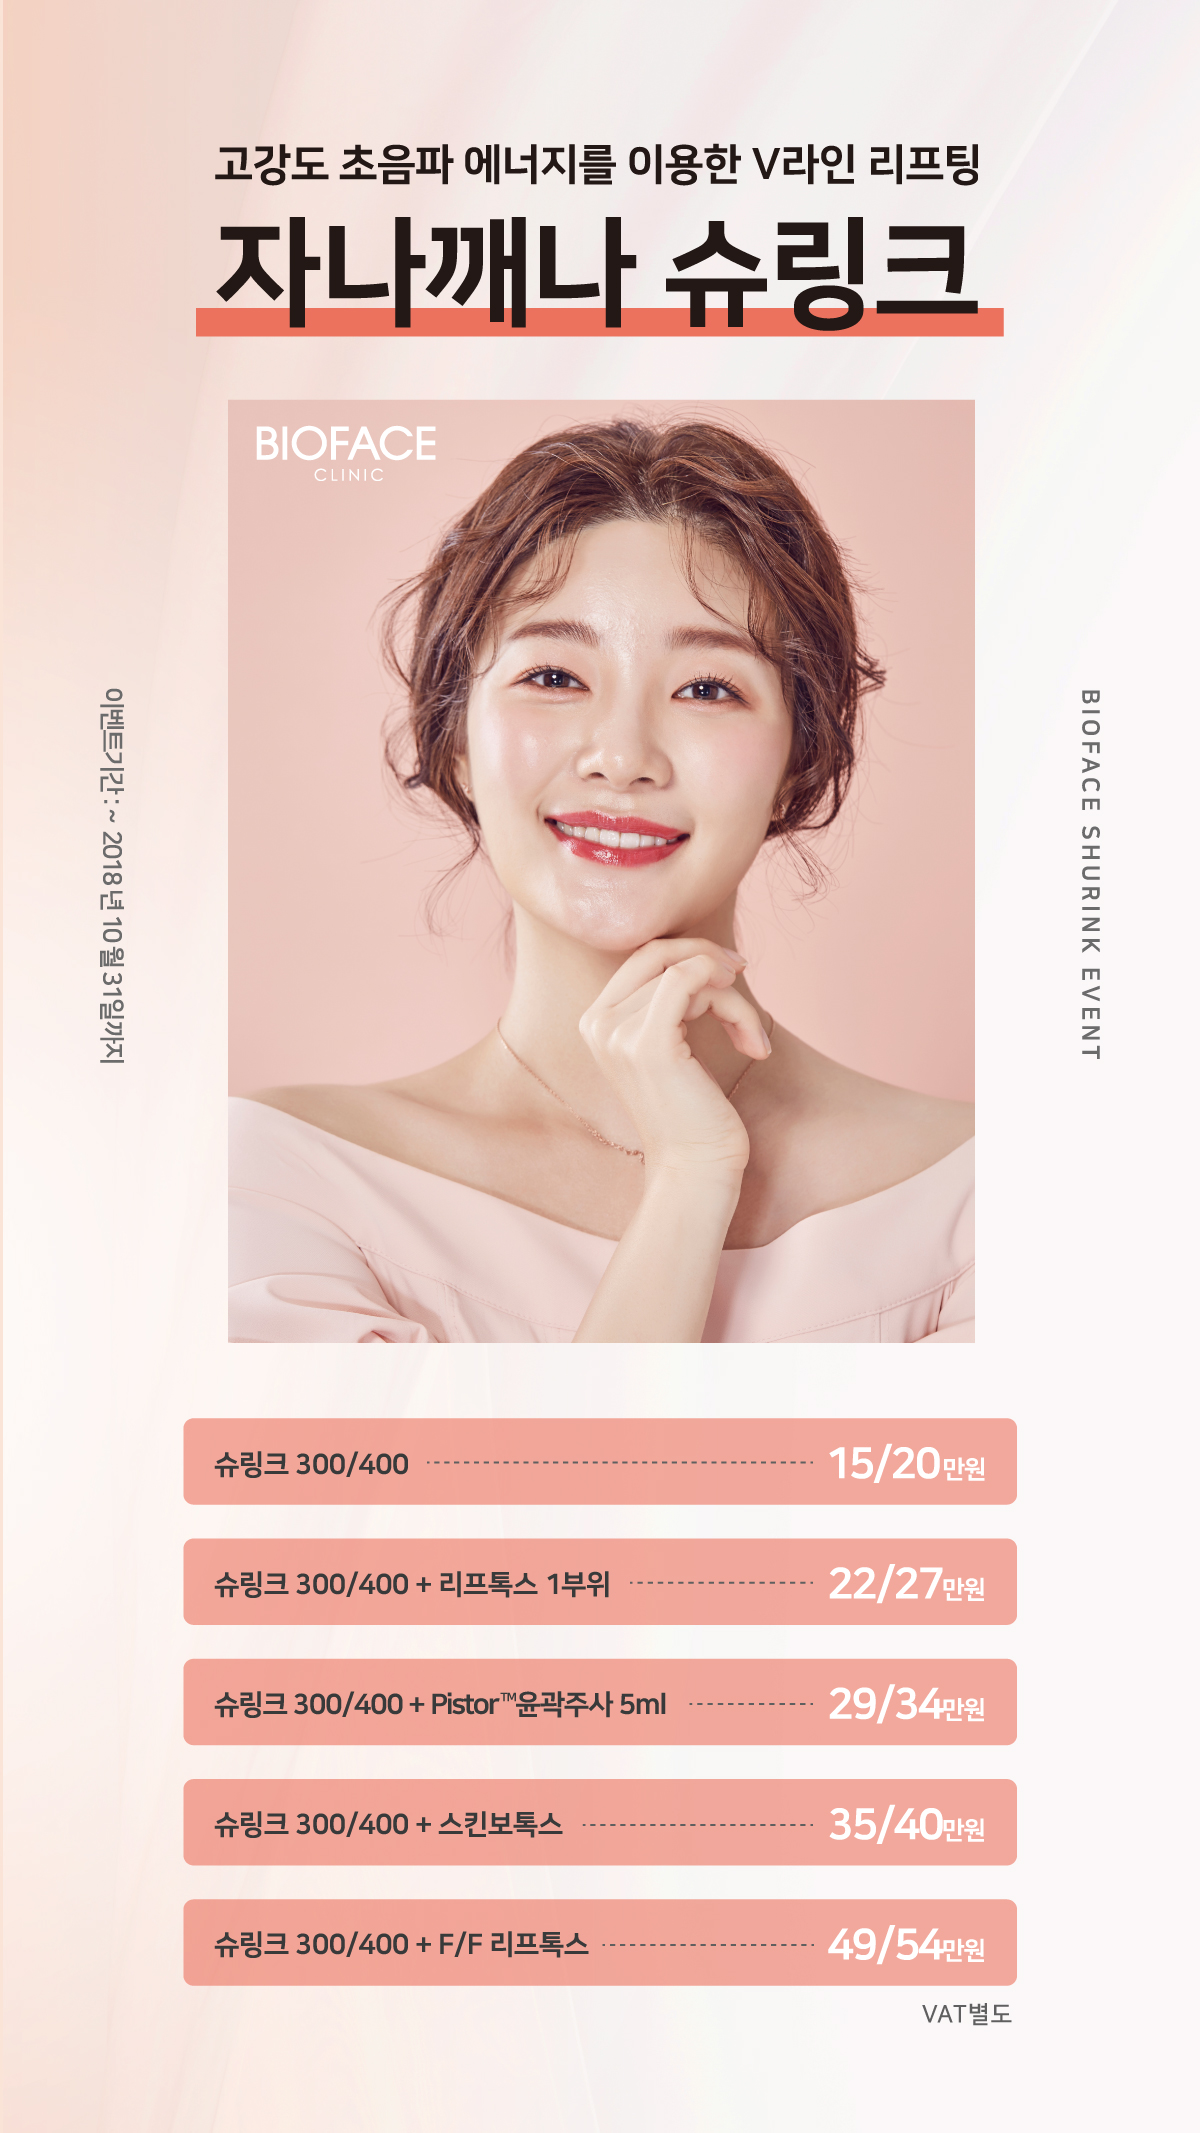 고강도 초음파 에너지를 이용한 V라인 리프팅
자나깨나 슈링크
BIOFACE
CLINIC
이벤트기간 : ~ 2018년 10월 31일까지
BIOFACE SHURINK EVENT
슈링크 300/400 15/20만원
슈링크 300/400 + 리프톡스 1부위 22/27만원
슈링크 300/400 + Pistor™윤곽주사 5ml 29/34만원
슈링크 300/400 + 스킨보톡스 35/40만원
슈링크 300/400 + F/F 리프톡스 49/54만원
VAT별도